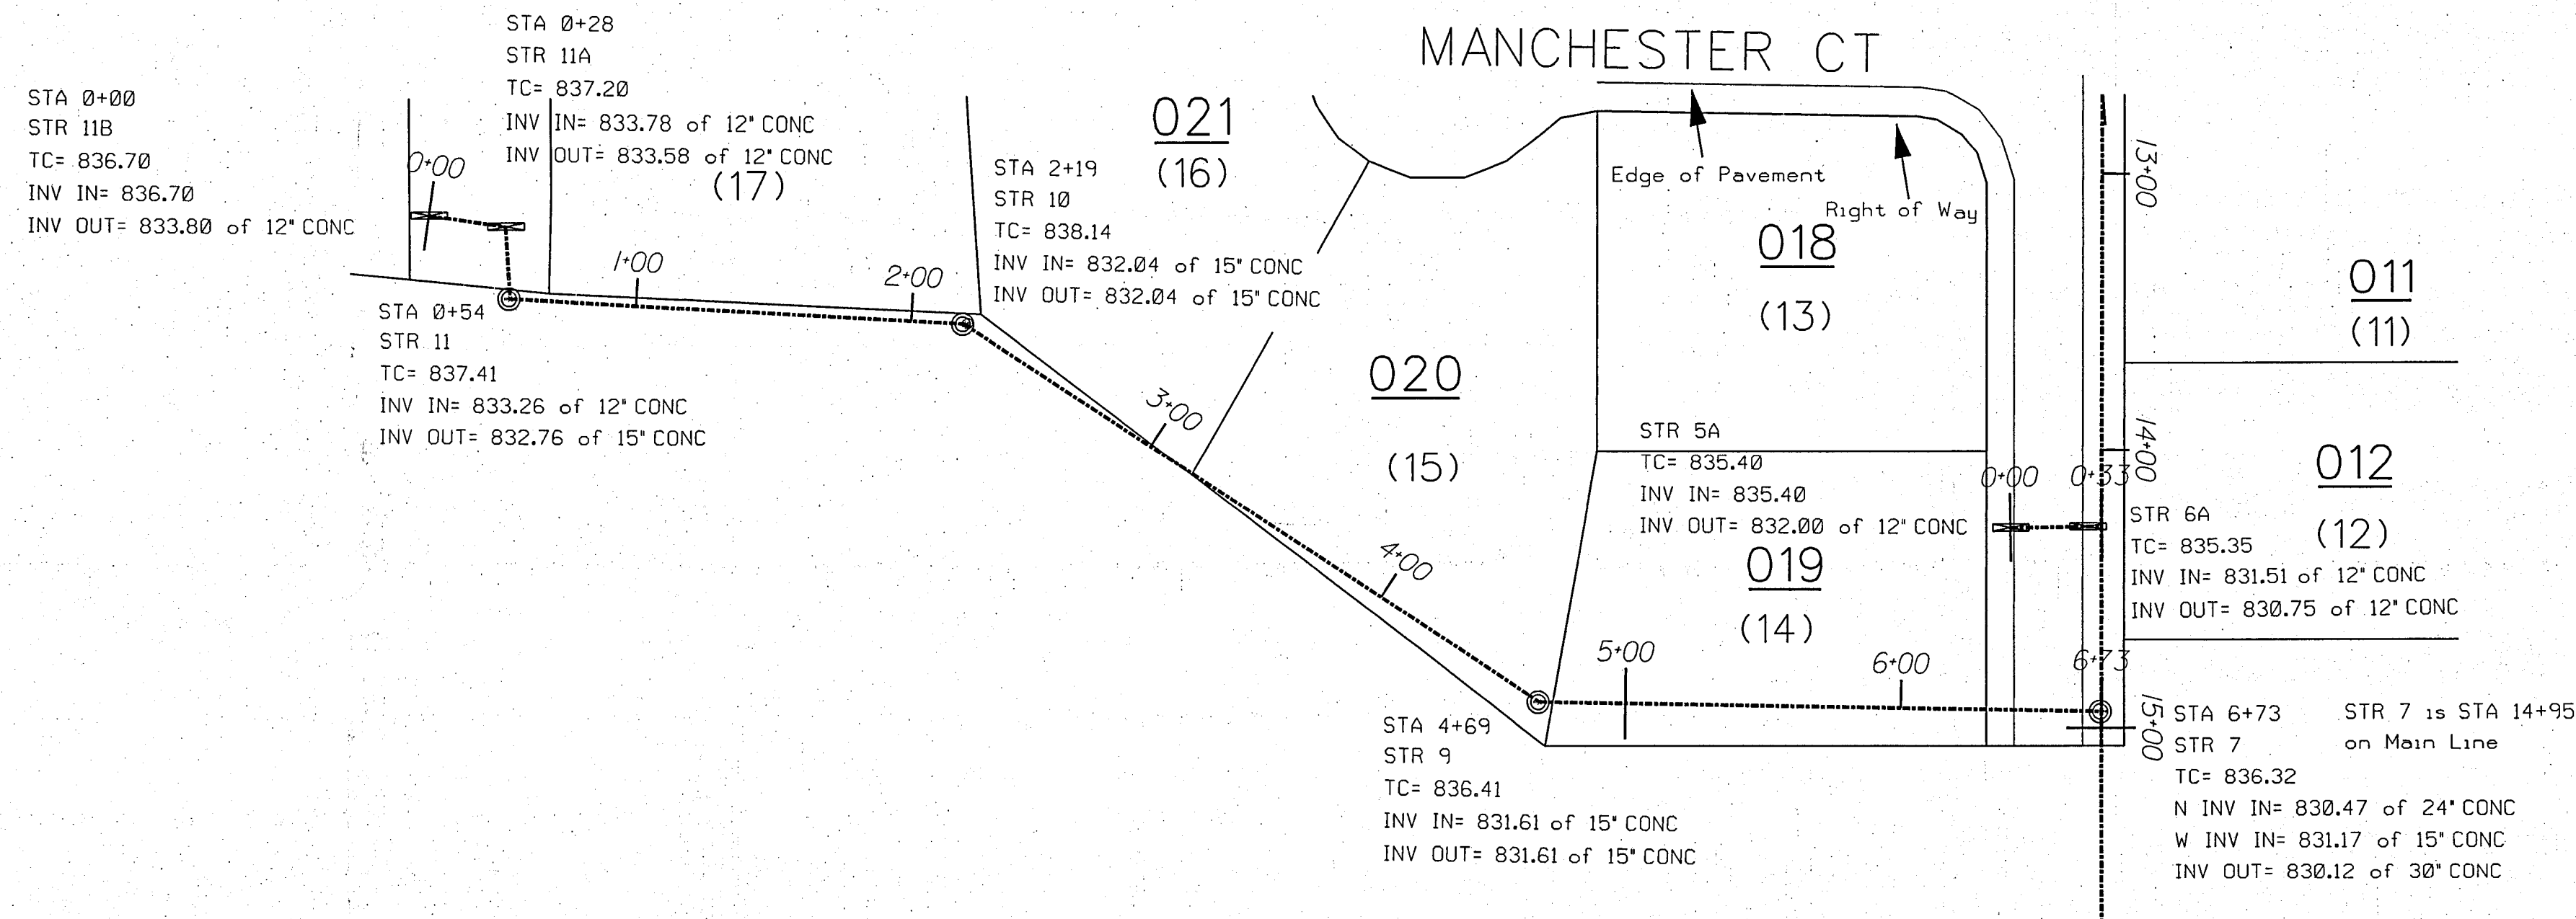 MANCHESTER CT
STA 0+00
STR 11B
TC= 836.70
INV IN= 836.70
INV OUT= 833.80 of 12" CONC
0+00
STA 0+28
STR 11A
TC= 837.20
INV IN= 833.78 of 12" CONC
INV OUT= 833.58 of 12" CONC
(17)
1+00
2+00
STA 0+54
STR 11
TC= 837.41
INV IN= 833.26 of 12" CONC
INV OUT= 832.76 of 15" CONC
021
(16)
STA 2+19
STR 10
TC= 838.14
INV IN= 832.04 of 15" CONC
INV OUT= 832.04 of 15" CONC
3+00
4+00
020
(15)
Edge of Pavement
Right of Way
018
(13)
STR 5A
TC= 835.40
INV IN= 835.40
INV OUT= 832.00 of 12" CONC
019
(14)
0+00
0+33
13+00
14+00
15+00
011
(11)
012
(12)
STR 6A
TC= 835.35
INV IN= 831.51 of 12" CONC
INV OUT= 830.75 of 12" CONC
5+00
6+00
6+73
STA 4+69
STR 9
TC= 836.41
INV IN= 831.61 of 15" CONC
INV OUT= 831.61 of 15" CONC
STA 6+73
STR 7
TC= 836.32
N INV IN= 830.47 of 24" CONC
W INV IN= 831.17 of 15" CONC
INV OUT= 830.12 of 30" CONC
STR 7 is STA 14+95
on Main Line